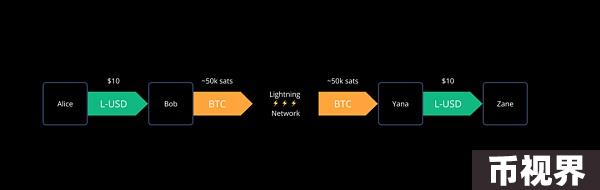 $10
~50k sats
~50k sats
$10
Alice
L-USD
Bob
BTC
Lightning
Network
BTC
Yana
L-USD
Zane
币视界